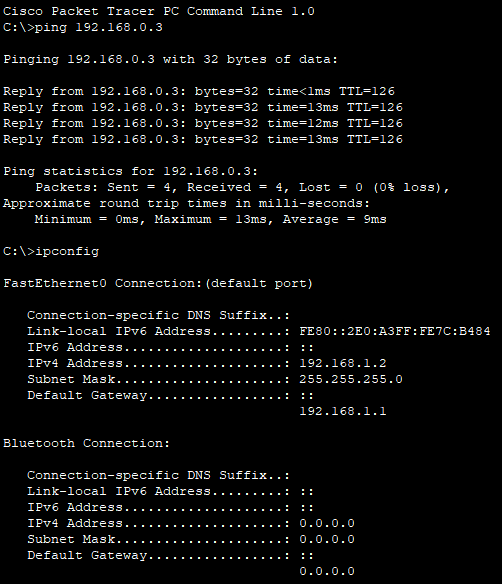 Cisco Packet Tracer PC Command Line 1.0
C:\>ping 192.168.0.3
Pinging 192.168.0.3 with 32 bytes of data:
Reply from 192.168.0.3: bytes=32 time<1ms TTL=126
Reply from 192.168.0.3: bytes=32 time=13ms TTL=126
Reply from 192.168.0.3: bytes=32 time=12ms TTL=126
Reply from 192.168.0.3: bytes=32 time=13ms TTL=126
Ping statistics for 192.168.0.3:
    Packets: Sent = 4, Received = 4, Lost = 0 (0% loss),
Approximate round trip times in milli-seconds:
    Minimum = 0ms, Maximum = 13ms, Average = 9ms
C:\>ipconfig
FastEthernet0 Connection:(default port)
   Connection-specific DNS Suffix..:
   Link-local IPv6 Address.........: FE80::2E0:A3FF:FE7C:B484
   IPv6 Address....................: ::
   IPv4 Address....................: 192.168.1.2
   Subnet Mask.....................: 255.255.255.0
   Default Gateway.................: ::
                                     192.168.1.1
Bluetooth Connection:
   Connection-specific DNS Suffix..:
   Link-local IPv6 Address.........: ::
   IPv6 Address....................: ::
   IPv4 Address....................: 0.0.0.0
   Subnet Mask.....................: 0.0.0.0
   Default Gateway.................: ::
                                     0.0.0.0